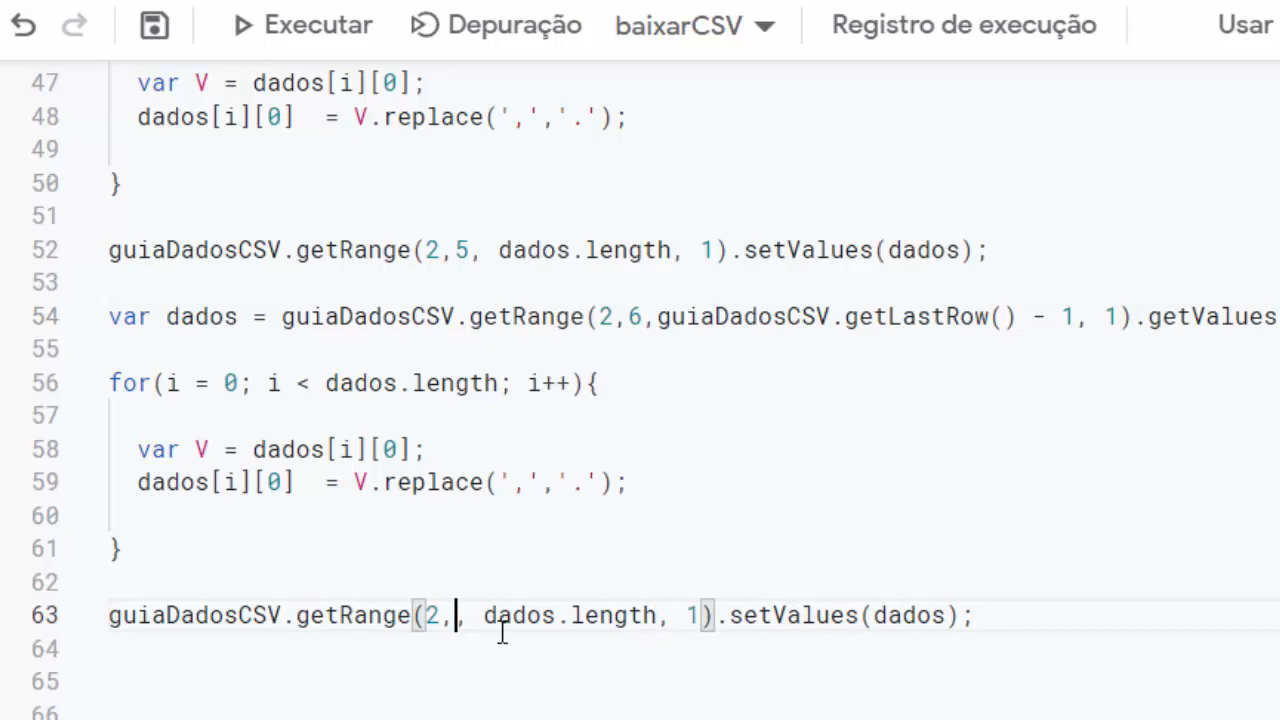 Executar Depuração baixarCSV Registro de execução Usar
47 var V = dados[i][0];
48 dados[i][0]  = V.replace(',','.');
49
50 }
51
52 guiaDadosCSV.getRange(2,5, dados.length, 1).setValues(dados);
53
54 var dados = guiaDadosCSV.getRange(2,6,guiaDadosCSV.getLastRow() - 1, 1).getValues
55
56 for(i = 0; i < dados.length; i++){
57
58 var V = dados[i][0];
59 dados[i][0]  = V.replace(',','.');
60
61 }
62
63 guiaDadosCSV.getRange(2,, dados.length, 1).setValues(dados);
64
65
66